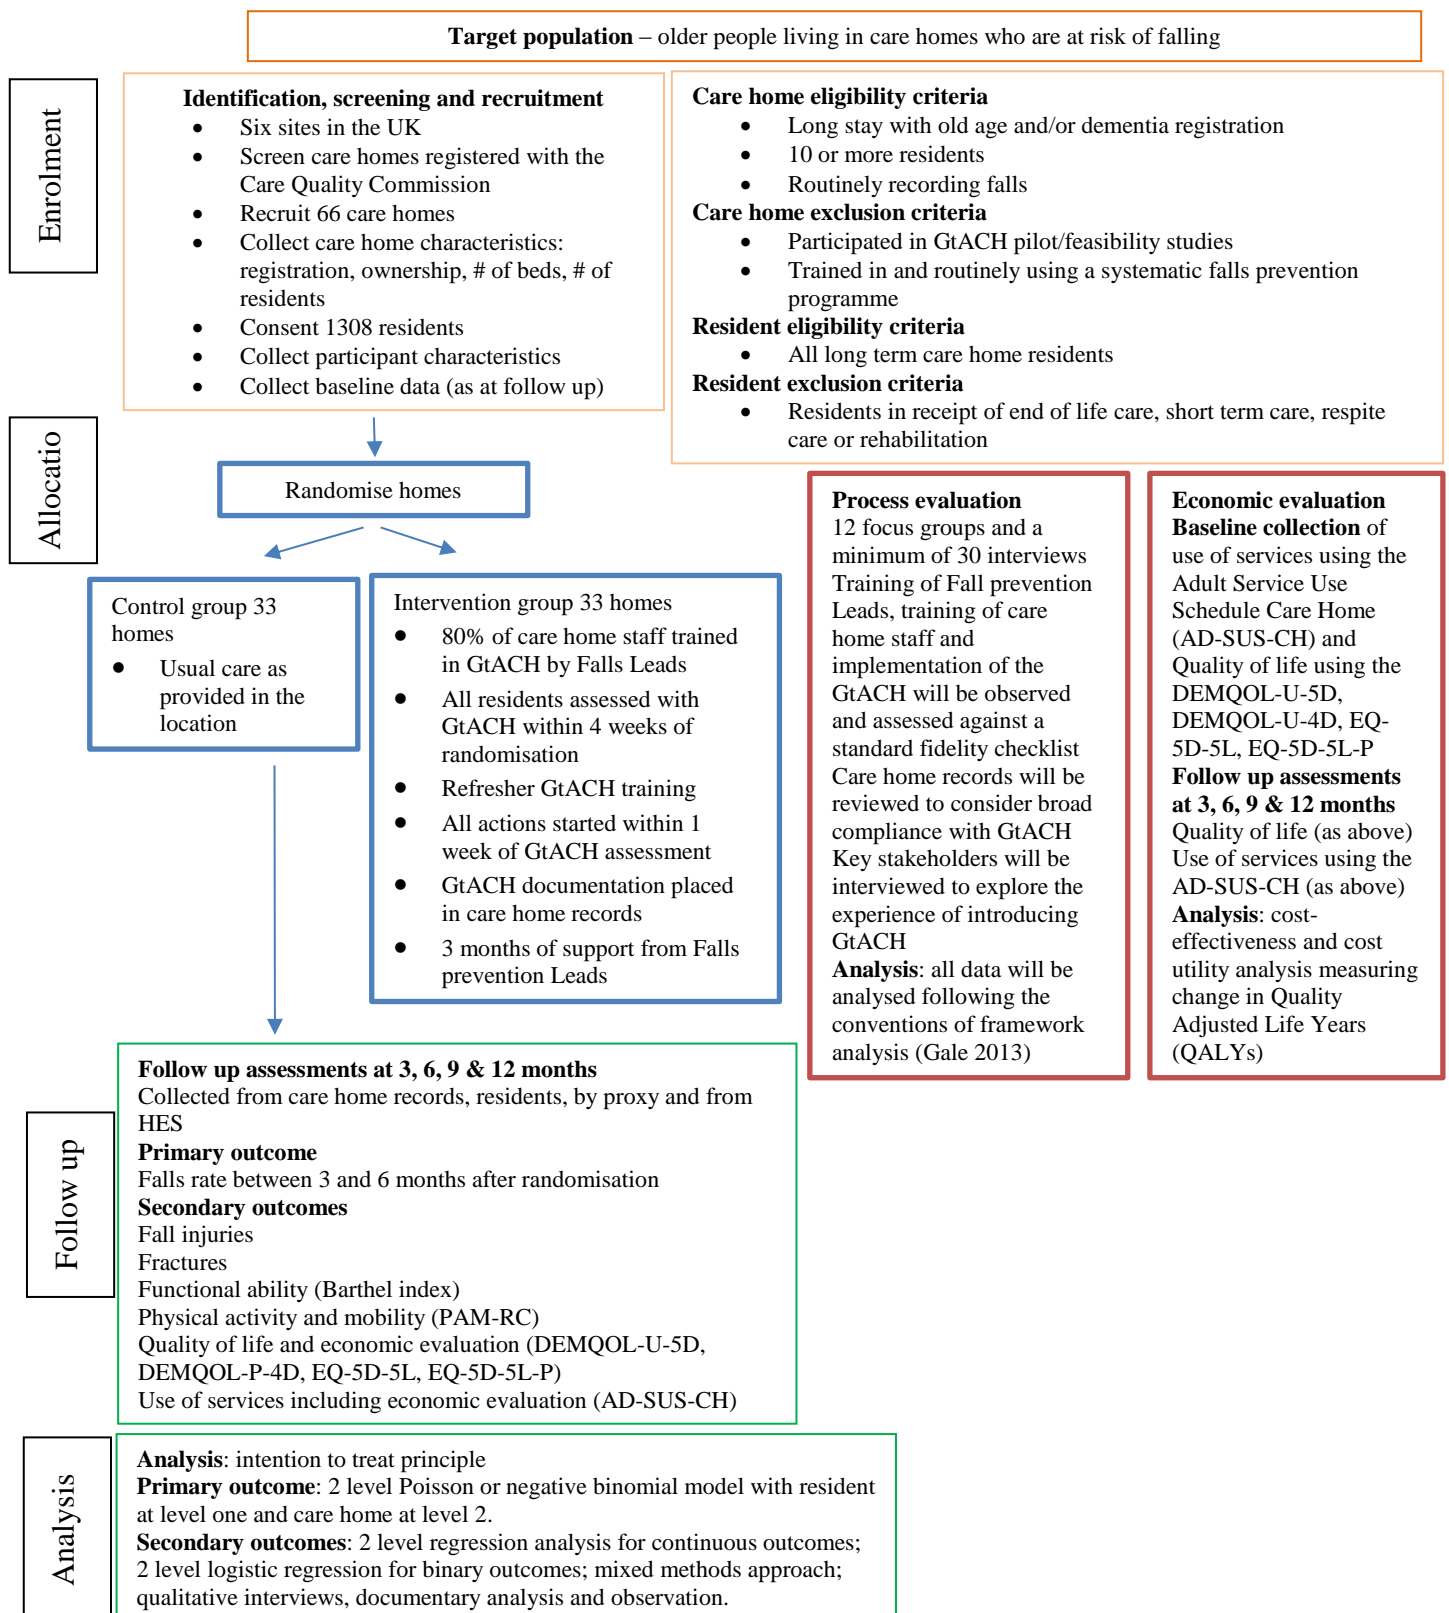 Target population – older people living in care homes who are at risk of falling
Enrolment
Identification, screening and recruitment
• Six sites in the UK
• Screen care homes registered with the
Care Quality Commission
• Recruit 66 care homes
• Collect care home characteristics:
registration, ownership, # of beds, # of
residents
• Consent 1308 residents
• Collect participant characteristics
• Collect baseline data (as at follow up)
Care home eligibility criteria
• Long stay with old age and/or dementia registration
• 10 or more residents
• Routinely recording falls
Care home exclusion criteria
• Participated in GtACH pilot/feasibility studies
• Trained in and routinely using a systematic falls prevention
programme
Resident eligibility criteria
• All long term care home residents
Resident exclusion criteria
• Residents in receipt of end of life care, short term care, respite
care or rehabilitation
Allocatio
Randomise homes
Control group 33
homes
• Usual care as
provided in the
location
Intervention group 33 homes
• 80% of care home staff trained
in GtACH by Falls Leads
• All residents assessed with
GtACH within 4 weeks of
randomisation
• Refresher GtACH training
• All actions started within 1
week of GtACH assessment
• GtACH documentation placed
in care home records
• 3 months of support from Falls
prevention Leads
Process evaluation
12 focus groups and a
minimum of 30 interviews
Training of Fall prevention
Leads, training of care
home staff and
implementation of the
GtACH will be observed
and assessed against a
standard fidelity checklist
Care home records will be
reviewed to consider broad
compliance with GtACH
Key stakeholders will be
interviewed to explore the
experience of introducing
GtACH
Analysis: all data will be
analysed following the
conventions of framework
analysis (Gale 2013)
Economic evaluation
Baseline collection of
use of services using the
Adult Service Use
Schedule Care Home
(AD-SUS-CH) and
Quality of life using the
DEMQOL-U-5D,
DEMQOL-U-4D, EQ-
5D-5L, EQ-5D-5L-P
Follow up assessments
at 3, 6, 9 & 12 months
Quality of life (as above)
Use of services using the
AD-SUS-CH (as above)
Analysis: cost-
effectiveness and cost
utility analysis measuring
change in Quality
Adjusted Life Years
(QALYs)
Follow up
Follow up assessments at 3, 6, 9 & 12 months
Collected from care home records, residents, by proxy and from
HES
Primary outcome
Falls rate between 3 and 6 months after randomisation
Secondary outcomes
Fall injuries
Fractures
Functional ability (Barthel index)
Physical activity and mobility (PAM-RC)
Quality of life and economic evaluation (DEMQOL-U-5D,
DEMQOL-P-4D, EQ-5D-5L, EQ-5D-5L-P)
Use of services including economic evaluation (AD-SUS-CH)
Analysis
Analysis: intention to treat principle
Primary outcome: 2 level Poisson or negative binomial model with resident
at level one and care home at level 2.
Secondary outcomes: 2 level regression analysis for continuous outcomes;
2 level logistic regression for binary outcomes; mixed methods approach;
qualitative interviews, documentary analysis and observation.